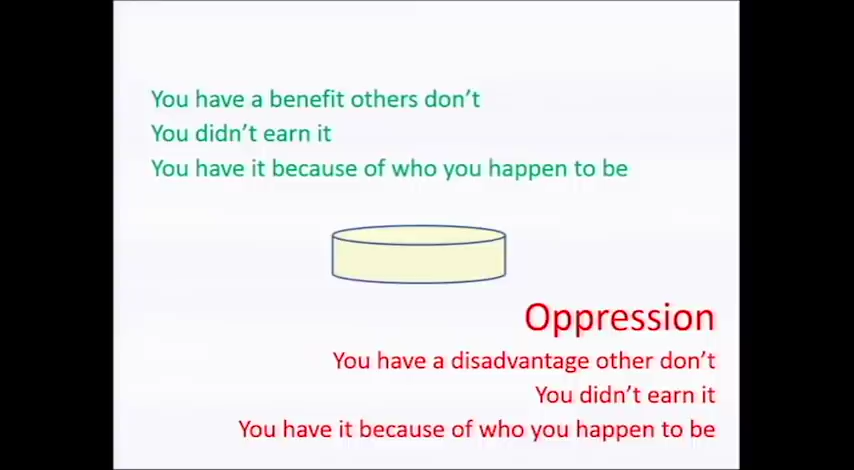 You have a benefit others don't
You didn't earn it
You have it because of who you happen to be
Oppression
You have a disadvantage other don't
You didn't earn it
You have it because of who you happen to be